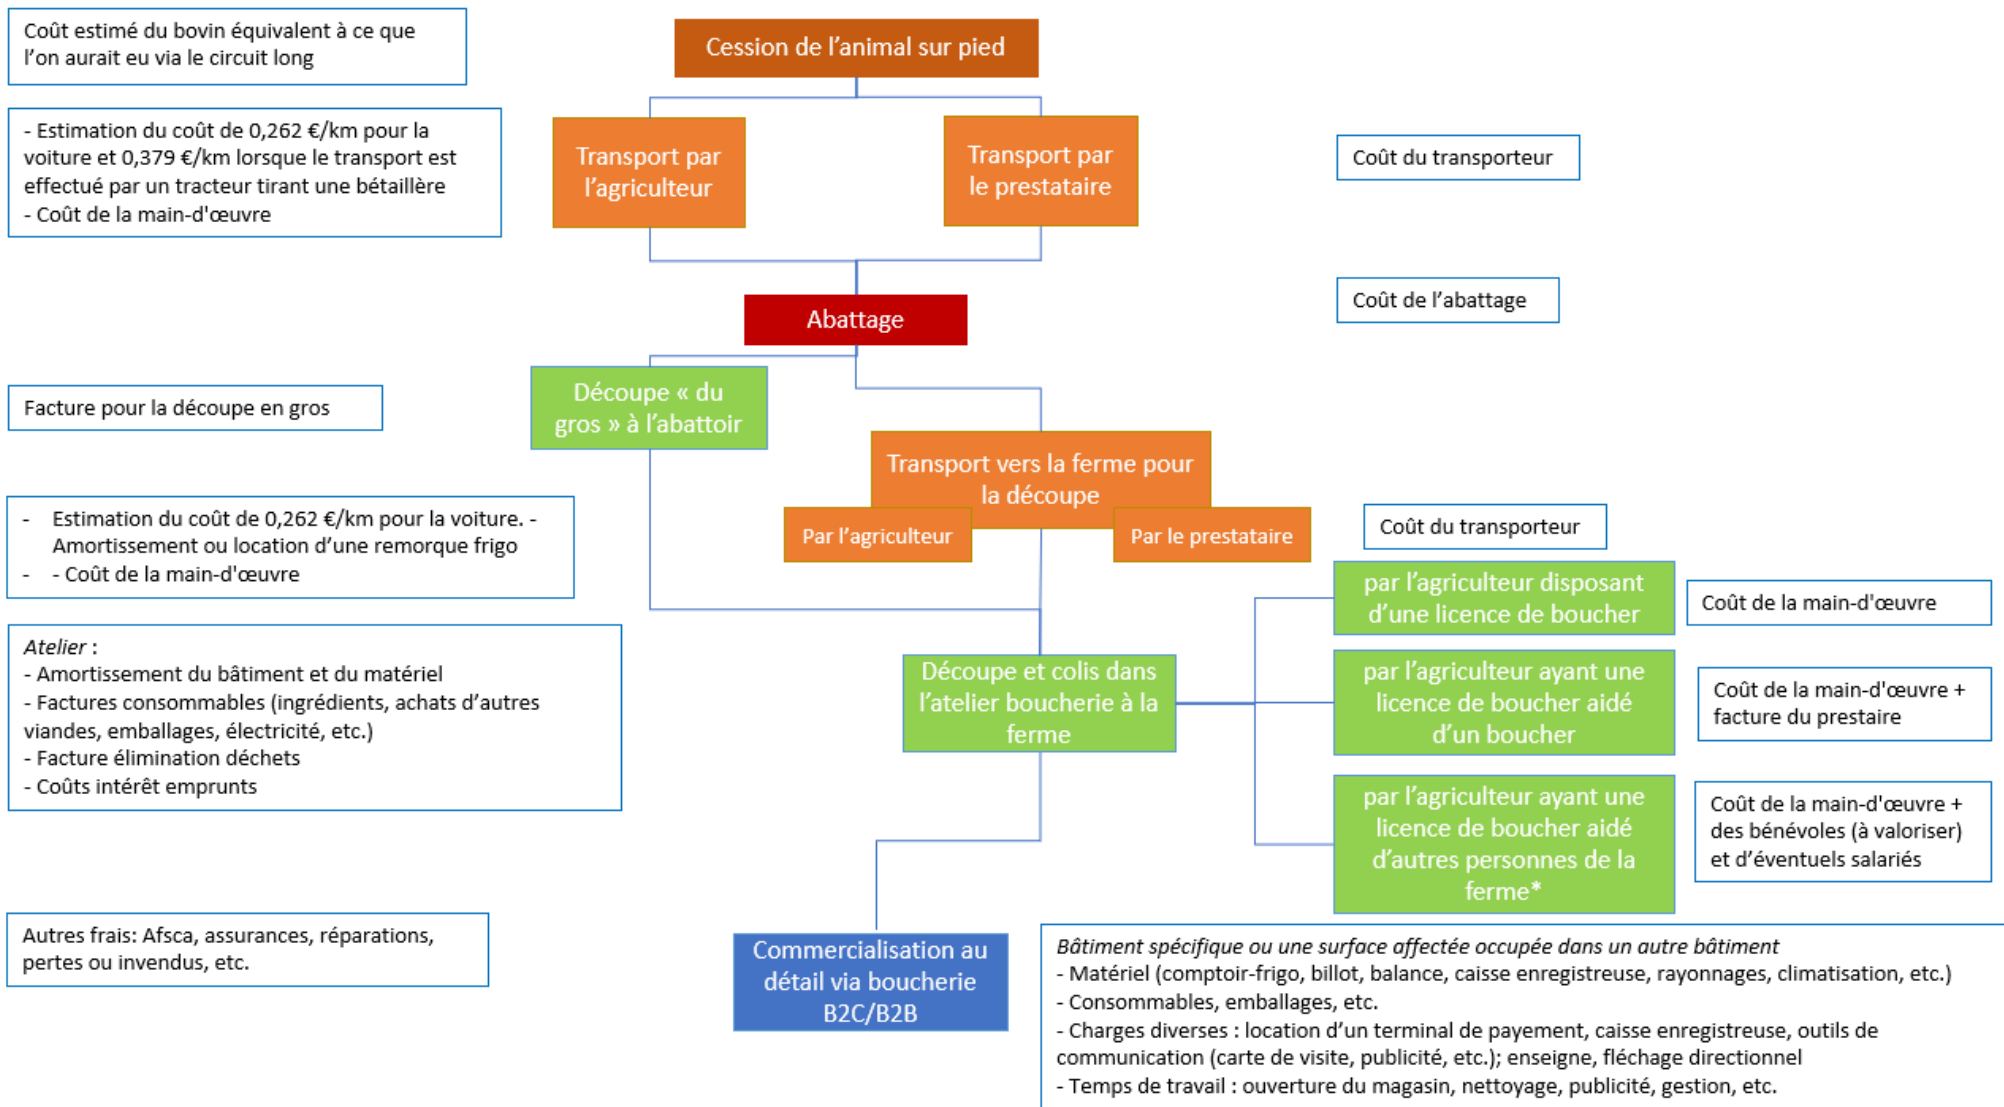 Coût estimé du bovin équivalent à ce que
l’on aurait eu via le circuit long
Cession de l’animal sur pied
- Estimation du coût de 0,262 €/km pour la
voiture et 0,379 €/km lorsque le transport est
effectué par un tracteur tirant une bétaillère
- Coût de la main-d'œuvre
Transport par
l’agriculteur
Transport par
le prestataire
Coût du transporteur
Abattage
Coût de l’abattage
Facture pour la découpe en gros
Découpe « du
gros » à l’abattoir
Transport vers la ferme pour
la découpe
Par l’agriculteur
Par le prestataire
- Estimation du coût de 0,262 €/km pour la voiture. -
Amortissement ou location d’une remorque frigo
- - Coût de la main-d'œuvre
Coût du transporteur
par l’agriculteur disposant
d’une licence de boucher
Coût de la main-d'œuvre
Atelier :
- Amortissement du bâtiment et du matériel
- Factures consommables (ingrédients, achats d’autres
viandes, emballages, électricité, etc.)
- Facture élimination déchets
- Coûts intérêt emprunts
Découpe et colis dans
l’atelier boucherie à la
ferme
par l’agriculteur ayant une
licence de boucher aidé
d’un boucher
Coût de la main-d'œuvre +
facture du prestaire
par l’agriculteur ayant une
licence de boucher aidé
d’autres personnes de la
ferme*
Coût de la main-d'œuvre +
des bénévoles (à valoriser)
et d’éventuels salariés
Autres frais: Afsca, assurances, réparations,
pertes ou invendus, etc.
Commercialisation au
détail via boucherie
B2C/B2B
Bâtiment spécifique ou une surface affectée occupée dans un autre bâtiment
- Matériel (comptoir-frigo, billot, balance, caisse enregistreuse, rayonnages, climatisation, etc.)
- Consommables, emballages, etc.
- Charges diverses : location d’un terminal de payement, caisse enregistreuse, outils de
communication (carte de visite, publicité, etc.); enseigne, fléchage directionnel
- Temps de travail : ouverture du magasin, nettoyage, publicité, gestion, etc.